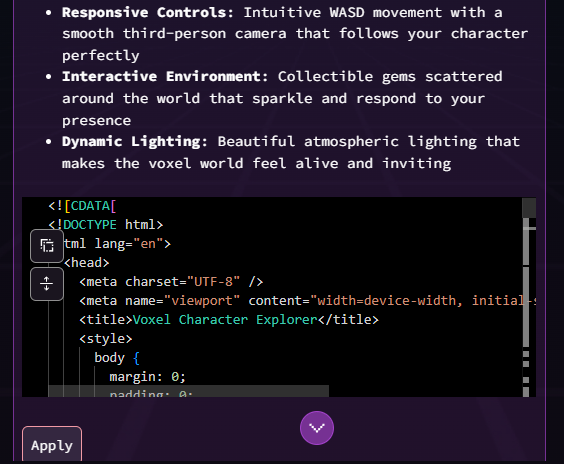 • Responsive Controls: Intuitive WASD movement with a
smooth third-person camera that follows your character
perfectly
• Interactive Environment: Collectible gems scattered
around the world that sparkle and respond to your
presence
• Dynamic Lighting: Beautiful atmospheric lighting that
makes the voxel world feel alive and inviting
<![CDATA[
<!DOCTYPE html>
tml lang="en">
<head>
<meta charset="UTF-8" />
<meta name="viewport" content="width=device-width, initial-s
<title>Voxel Character Explorer</title>
<style>
body {
margin: 0;
padding: 0;
Apply